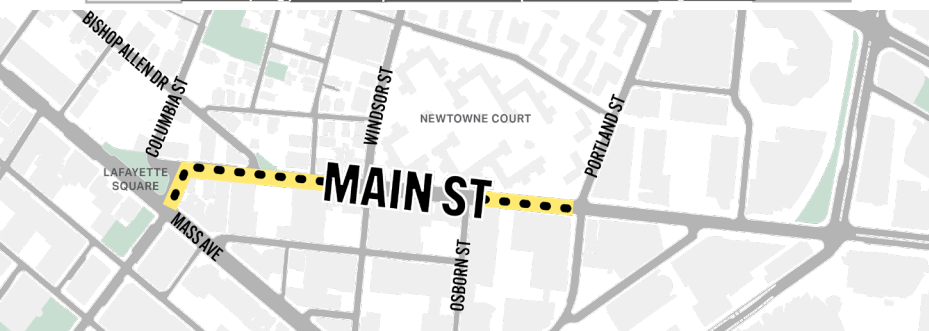 BISHOP ALLEN DR
COLUMBIA ST
WINDSOR ST
NEWTOWNE COURT
PORTLAND ST
LAFAYETTE
SQUARE
MAIN ST
MASS AVE
OSBORN ST